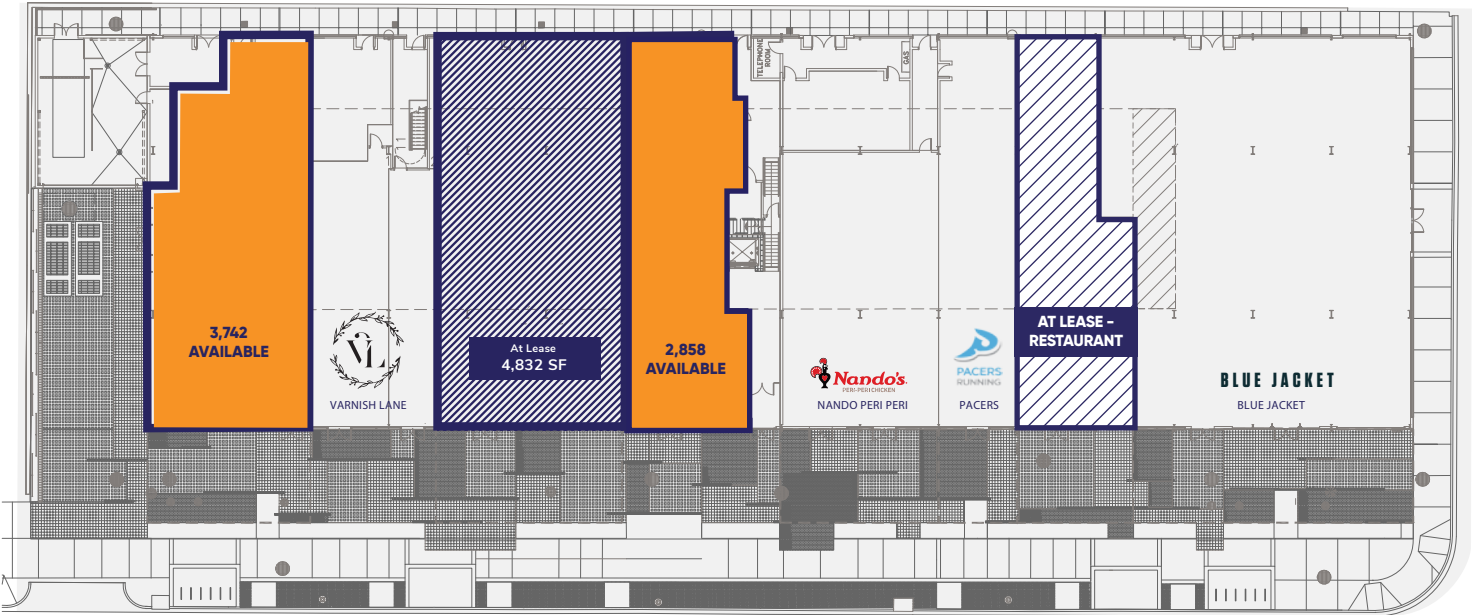 TELEPHONE
ROOM
GAS
3,742
AVAILABLE
VL
VARNISH LANE
At Lease
4,832 SF
2,858
AVAILABLE
Nando's
PERI-PERI CHICKEN
NANDO PERI PERI
PACERS
RUNNING
PACERS
AT LEASE –
RESTAURANT
BLUE JACKET
BLUE JACKET